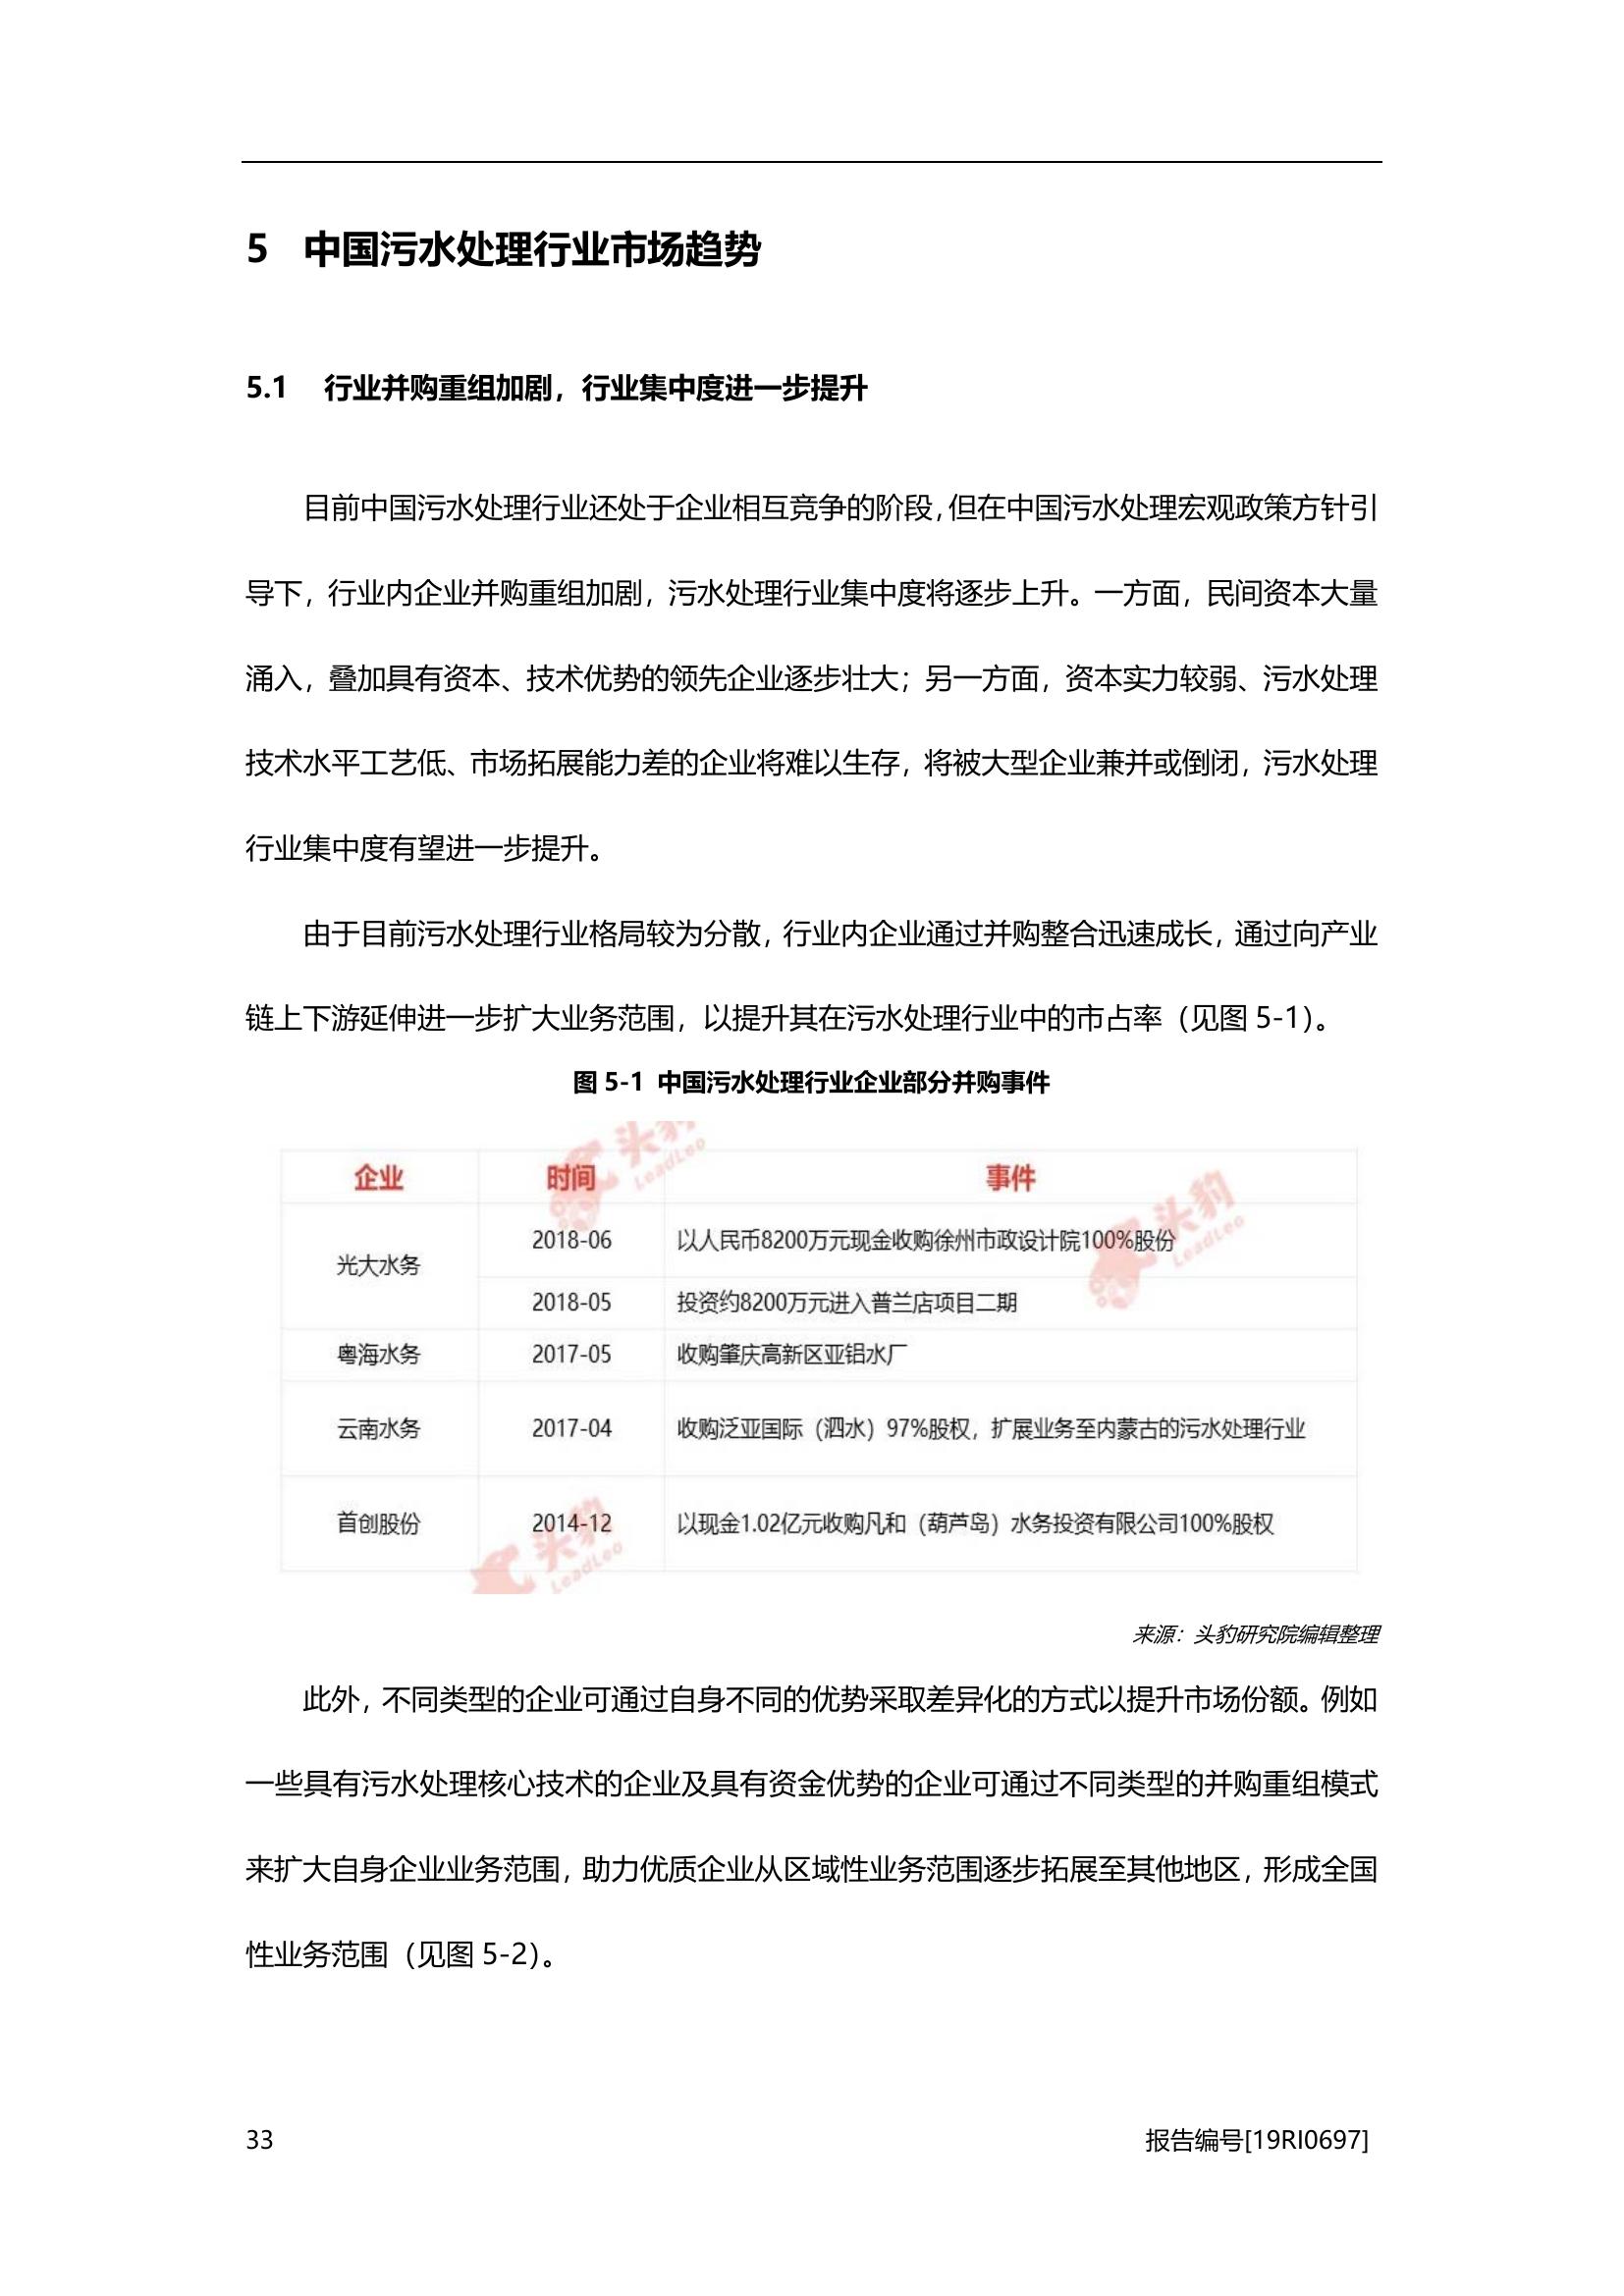 5 中国污水处理行业市场趋势
5.1 行业并购重组加剧，行业集中度进一步提升
目前中国污水处理行业还处于企业相互竞争的阶段，但在中国污水处理宏观政策方针引
导下，行业内企业并购重组加剧，污水处理行业集中度将逐步上升。一方面，民间资本大量
涌入，叠加具有资本、技术优势的领先企业逐步壮大；另一方面，资本实力较弱、污水处理
技术水平工艺低、市场拓展能力差的企业将难以生存，将被大型企业兼并或倒闭，污水处理
行业集中度有望进一步提升。
由于目前污水处理行业格局较为分散，行业内企业通过并购整合迅速成长，通过向产业
链上下游延伸进一步扩大业务范围，以提升其在污水处理行业中的市占率（见图 5-1）。
图 5-1 中国污水处理行业企业部分并购事件
头豹
LeadLeo
企业 时间 事件
头豹
LeadLeo
光大水务
2018-06 以人民币8200万元现金收购徐州市政设计院100%股份
2018-05 投资约8200万元进入普兰店项目二期
粤海水务 2017-05 收购肇庆高新区亚铝水厂
云南水务 2017-04 收购泛亚国际（泗水）97%股权，扩展业务至内蒙古的污水处理行业
首创股份 2014-12 以现金1.02亿元收购凡和（葫芦岛）水务投资有限公司100%股权
头豹
LeadLeo
来源：头豹研究院编辑整理
此外，不同类型的企业可通过自身不同的优势采取差异化的方式以提升市场份额。例如
一些具有污水处理核心技术的企业及具有资金优势的企业可通过不同类型的并购重组模式
来扩大自身企业业务范围，助力优质企业从区域性业务范围逐步拓展至其他地区，形成全国
性业务范围（见图 5-2）。
33 报告编号[19RI0697]